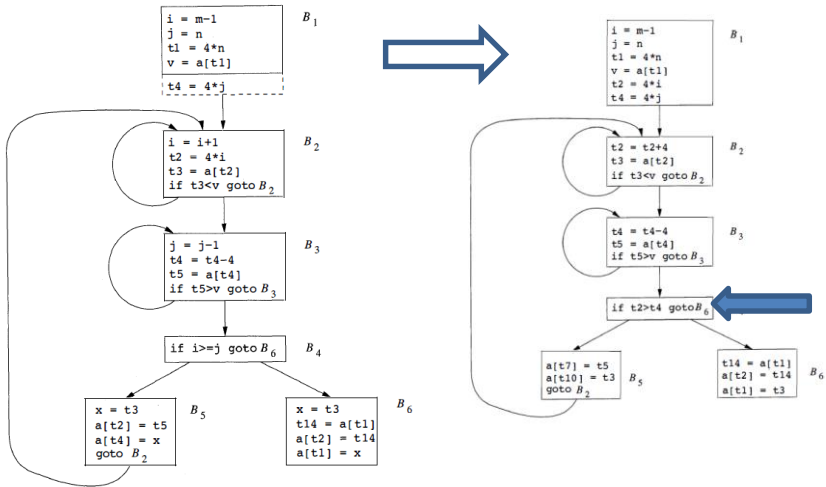 i = m-1
j = n
t1 = 4*n
v = a[t1]
t4 = 4*j
B1
i = i+1
t2 = 4*i
t3 = a[t2]
if t3<v goto B2
B2
j = j-1
t4 = t4-4
t5 = a[t4]
if t5>v goto B3
B3
if i>=j goto B6
B4
x = t3
a[t2] = t5
a[t4] = x
goto B2
B5
x = t3
t14 = a[t1]
a[t2] = t14
a[t1] = x
B6
i = m-1
j = n
t1 = 4*n
v = a[t1]
t2 = 4*i
t4 = 4*j
B1
t2 = t2+4
t3 = a[t2]
if t3<v goto B2
B2
t4 = t4-4
t5 = a[t4]
if t5>v goto B3
B3
if t2>t4 goto B6
a[t7] = t5
a[t10] = t3
goto B2
B5
t14 = a[t1]
a[t2] = t14
a[t1] = t3
B6